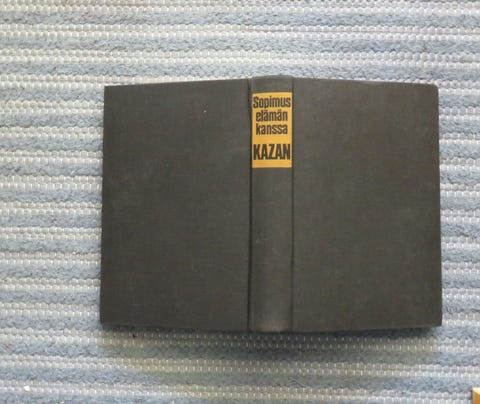 Sopimus
elämän
kanssa
KAZAN